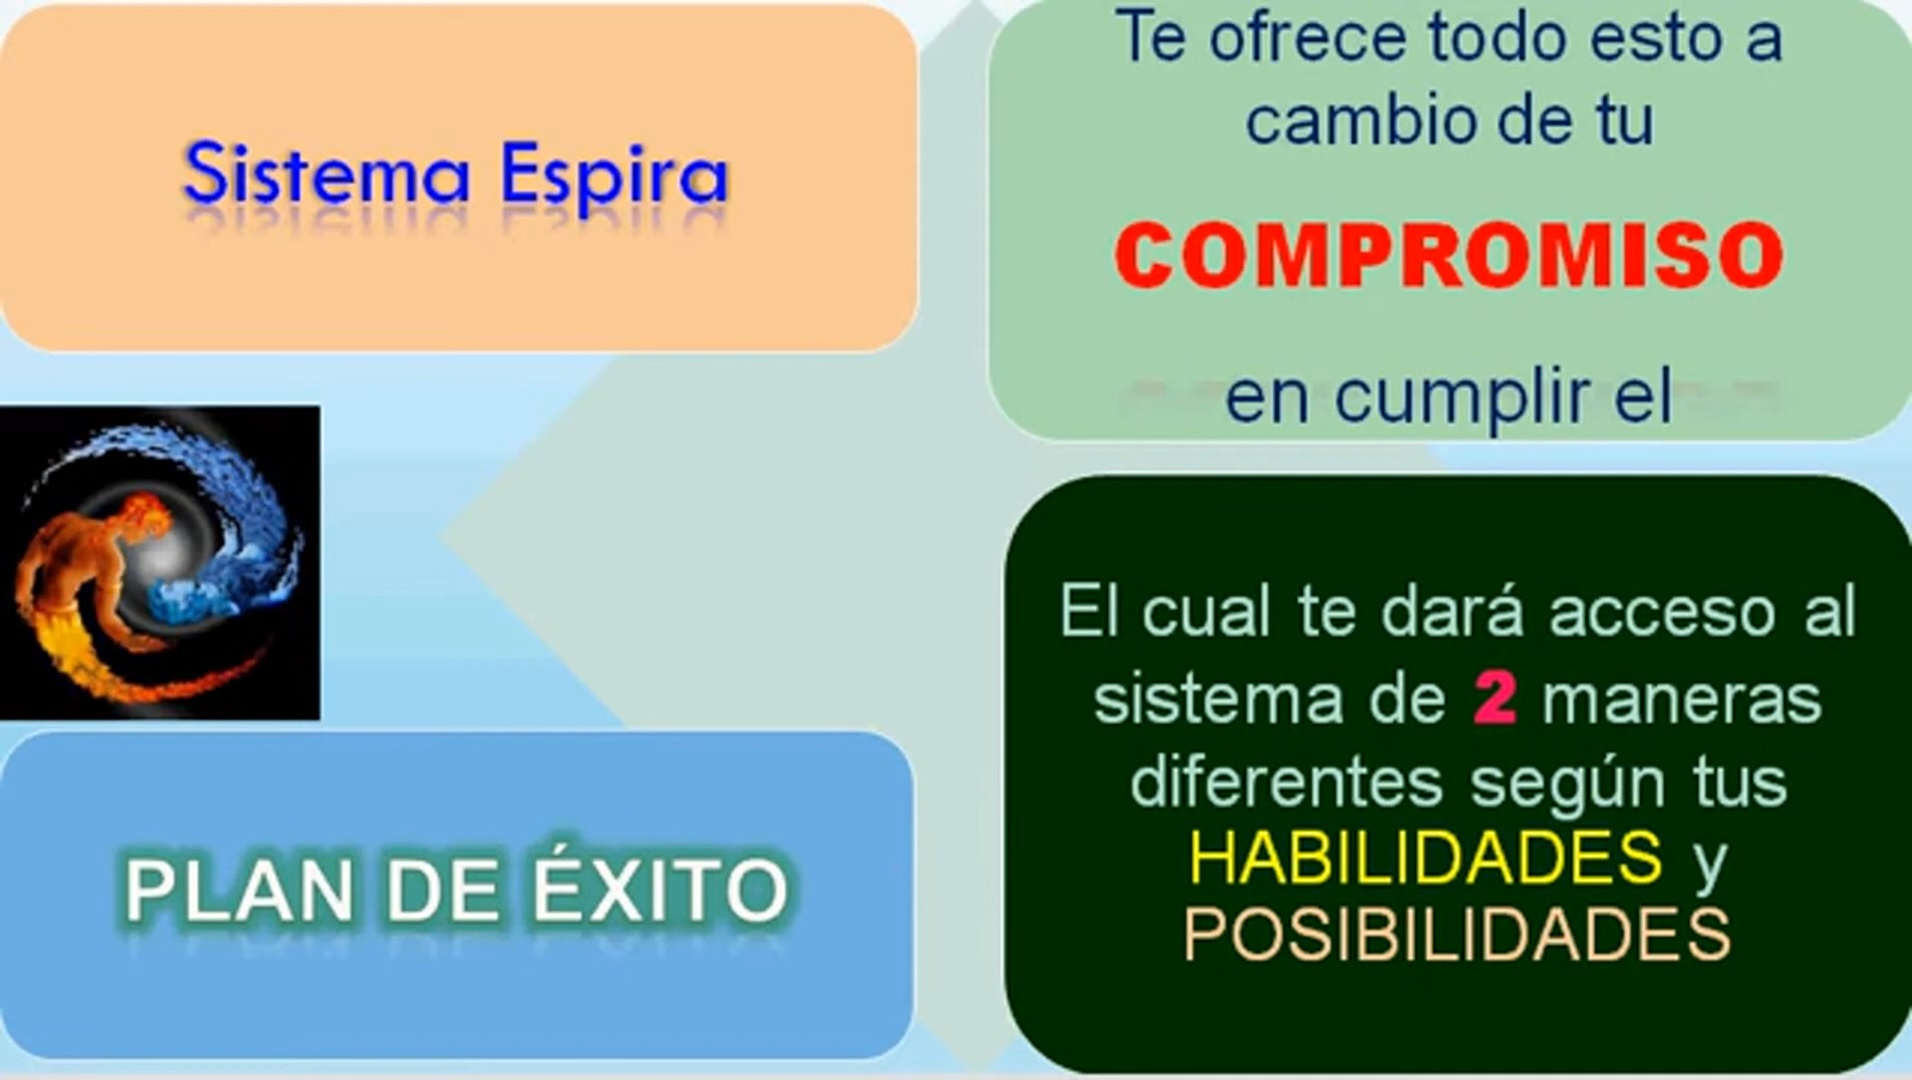 Sistema Espira
Te ofrece todo esto a
cambio de tu
COMPROMISO
en cumplir el
PLAN DE ÉXITO
El cual te dará acceso al
sistema de 2 maneras
diferentes según tus
HABILIDADES y
POSIBILIDADES